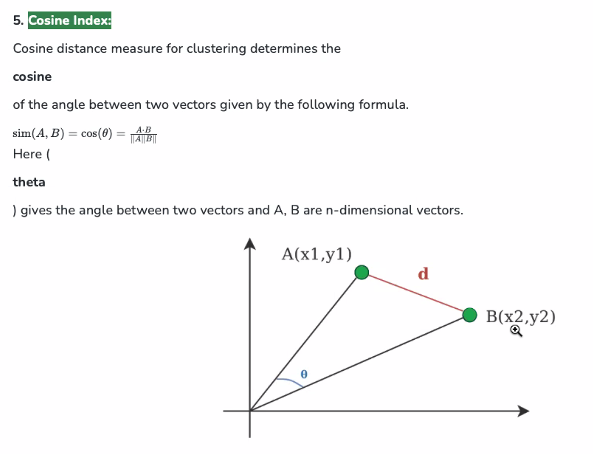 5. Cosine Index:
Cosine distance measure for clustering determines the
cosine
of the angle between two vectors given by the following formula.
sim(A, B) = cos(θ) = A·B / ||A||B||
Here (
theta
) gives the angle between two vectors and A, B are n-dimensional vectors.
A(x1,y1)
d
B(x2,y2)
θ